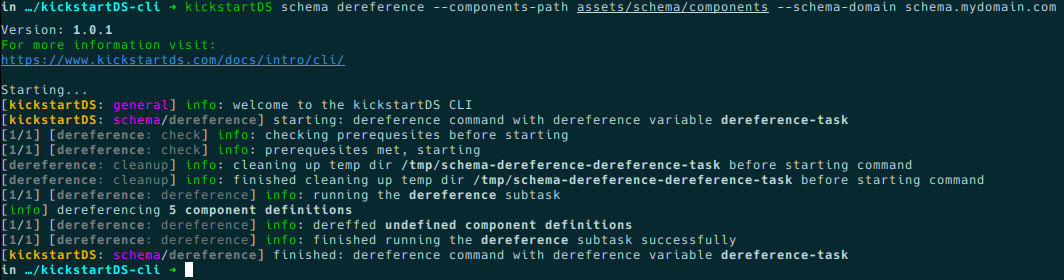 in …/kickstartDS-cli ➜ kickstartDS schema dereference --components-path assets/schema/components --schema-domain schema.mydomain.com
Version: 1.0.1
For more information visit:
https://www.kickstartds.com/docs/intro/cli/
Starting...
[kickstartDS: general] info: welcome to the kickstartDS CLI
[kickstartDS: schema/dereference] starting: dereference command with dereference variable dereference-task
[1/1] [dereference: check] info: checking prerequesites before starting
[1/1] [dereference: check] info: prerequesites met, starting
[dereference: cleanup] info: cleaning up temp dir /tmp/schema-dereference-dereference-task before starting command
[dereference: cleanup] info: finished cleaning up temp dir /tmp/schema-dereference-dereference-task before starting command
[1/1] [dereference: dereference] info: running the dereference subtask
[info] dereferencing 5 component definitions
[1/1] [dereference: dereference] info: dereffed undefined component definitions
[1/1] [dereference: dereference] info: finished running the dereference subtask successfully
[kickstartDS: schema/dereference] finished: dereference command with dereference variable dereference-task
in …/kickstartDS-cli ➜